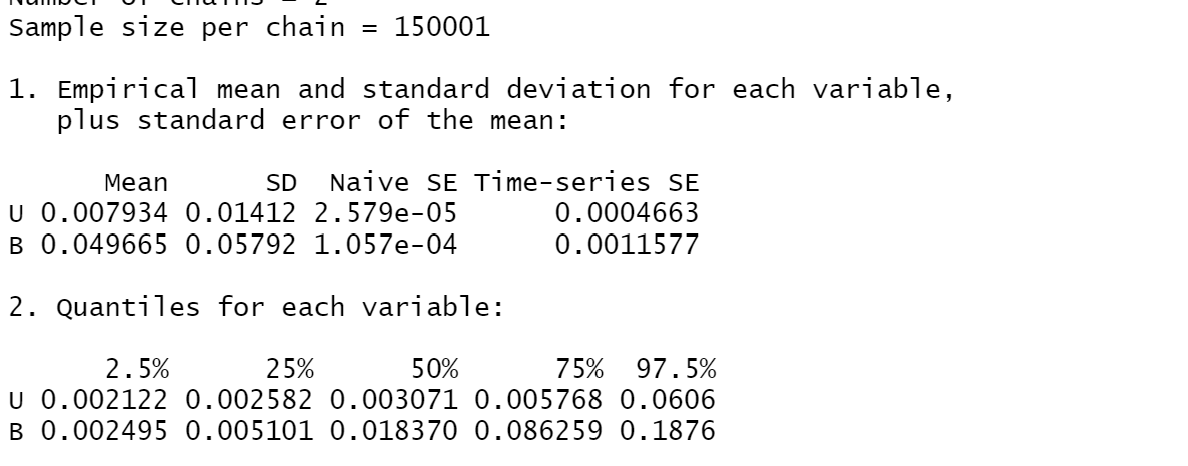 Number of chains = 2
Sample size per chain = 150001
1. Empirical mean and standard deviation for each variable,
plus standard error of the mean:
Mean SD Naive SE Time-series SE
U 0.007934 0.01412 2.579e-05 0.0004663
B 0.049665 0.05792 1.057e-04 0.0011577
2. Quantiles for each variable:
2.5% 25% 50% 75% 97.5%
U 0.002122 0.002582 0.003071 0.005768 0.0606
B 0.002495 0.005101 0.018370 0.086259 0.1876